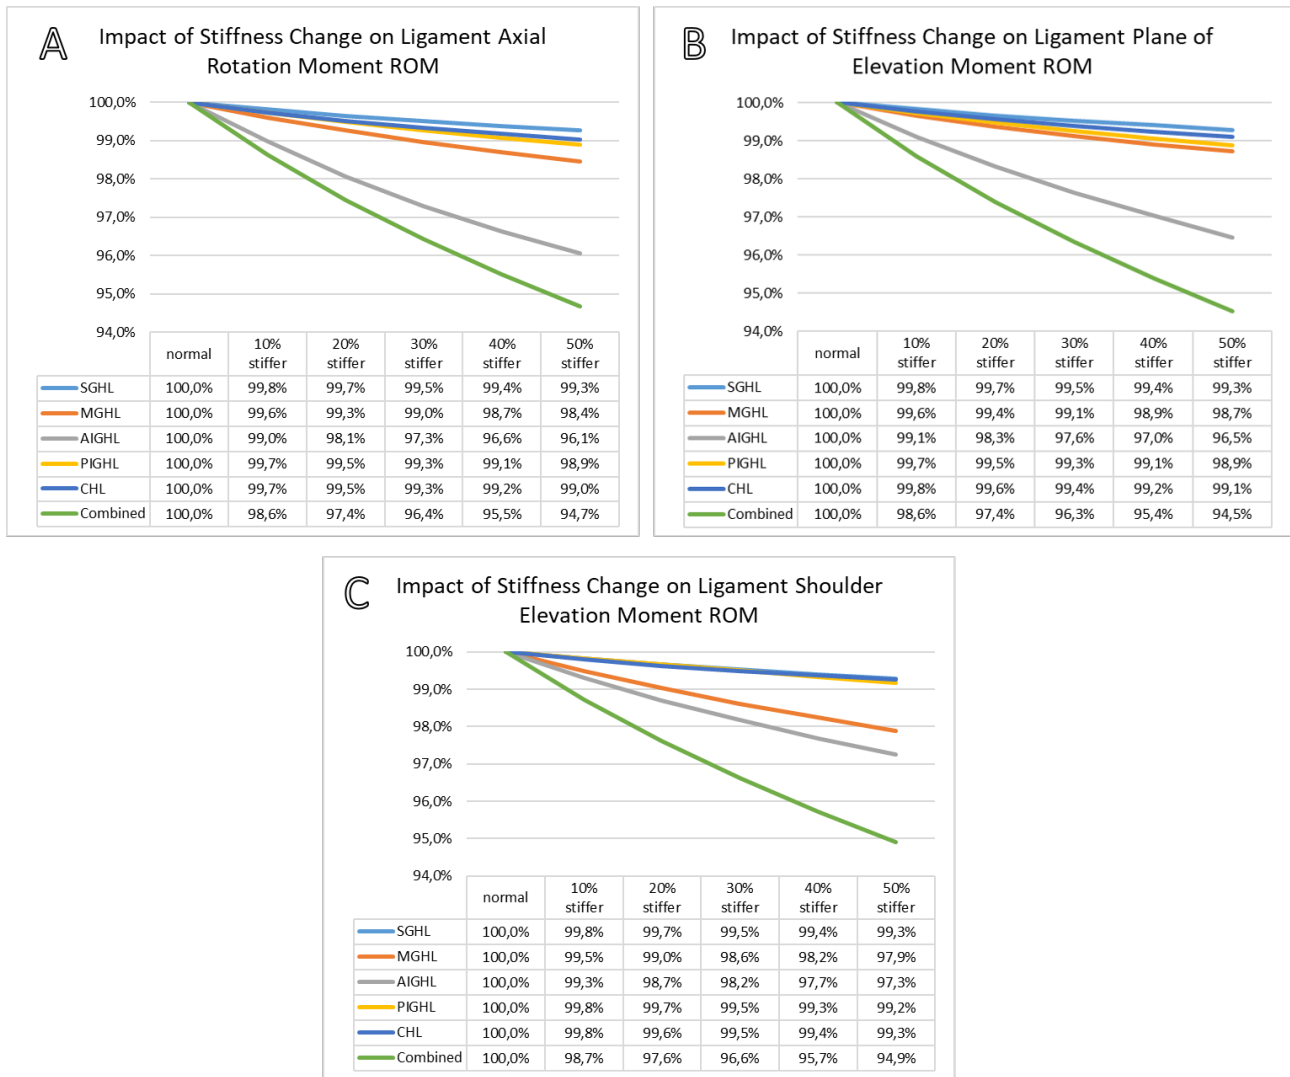 A
Impact of Stiffness Change on Ligament Axial
Rotation Moment ROM
100,0%
99,0%
98,0%
97,0%
96,0%
95,0%
94,0%
normal 10% stiffer 20% stiffer 30% stiffer 40% stiffer 50% stiffer
SGHL 100,0% 99,8% 99,7% 99,5% 99,4% 99,3%
MGHL 100,0% 99,6% 99,3% 99,0% 98,7% 98,4%
AIGHL 100,0% 99,0% 98,1% 97,3% 96,6% 96,1%
PIGHL 100,0% 99,7% 99,5% 99,3% 99,1% 98,9%
CHL 100,0% 99,7% 99,5% 99,3% 99,2% 99,0%
Combined 100,0% 98,6% 97,4% 96,4% 95,5% 94,7%
B
Impact of Stiffness Change on Ligament Plane of
Elevation Moment ROM
100,0%
99,0%
98,0%
97,0%
96,0%
95,0%
94,0%
normal 10% stiffer 20% stiffer 30% stiffer 40% stiffer 50% stiffer
SGHL 100,0% 99,8% 99,7% 99,5% 99,4% 99,3%
MGHL 100,0% 99,6% 99,4% 99,1% 98,9% 98,7%
AIGHL 100,0% 99,1% 98,3% 97,6% 97,0% 96,5%
PIGHL 100,0% 99,7% 99,5% 99,3% 99,1% 98,9%
CHL 100,0% 99,8% 99,6% 99,4% 99,2% 99,1%
Combined 100,0% 98,6% 97,4% 96,3% 95,4% 94,5%
C
Impact of Stiffness Change on Ligament Shoulder
Elevation Moment ROM
100,0%
99,0%
98,0%
97,0%
96,0%
95,0%
94,0%
normal 10% stiffer 20% stiffer 30% stiffer 40% stiffer 50% stiffer
SGHL 100,0% 99,8% 99,7% 99,5% 99,4% 99,3%
MGHL 100,0% 99,5% 99,0% 98,6% 98,2% 97,9%
AIGHL 100,0% 99,3% 98,7% 98,2% 97,7% 97,3%
PIGHL 100,0% 99,8% 99,7% 99,5% 99,3% 99,2%
CHL 100,0% 99,8% 99,6% 99,5% 99,4% 99,3%
Combined 100,0% 98,7% 97,6% 96,6% 95,7% 94,9%